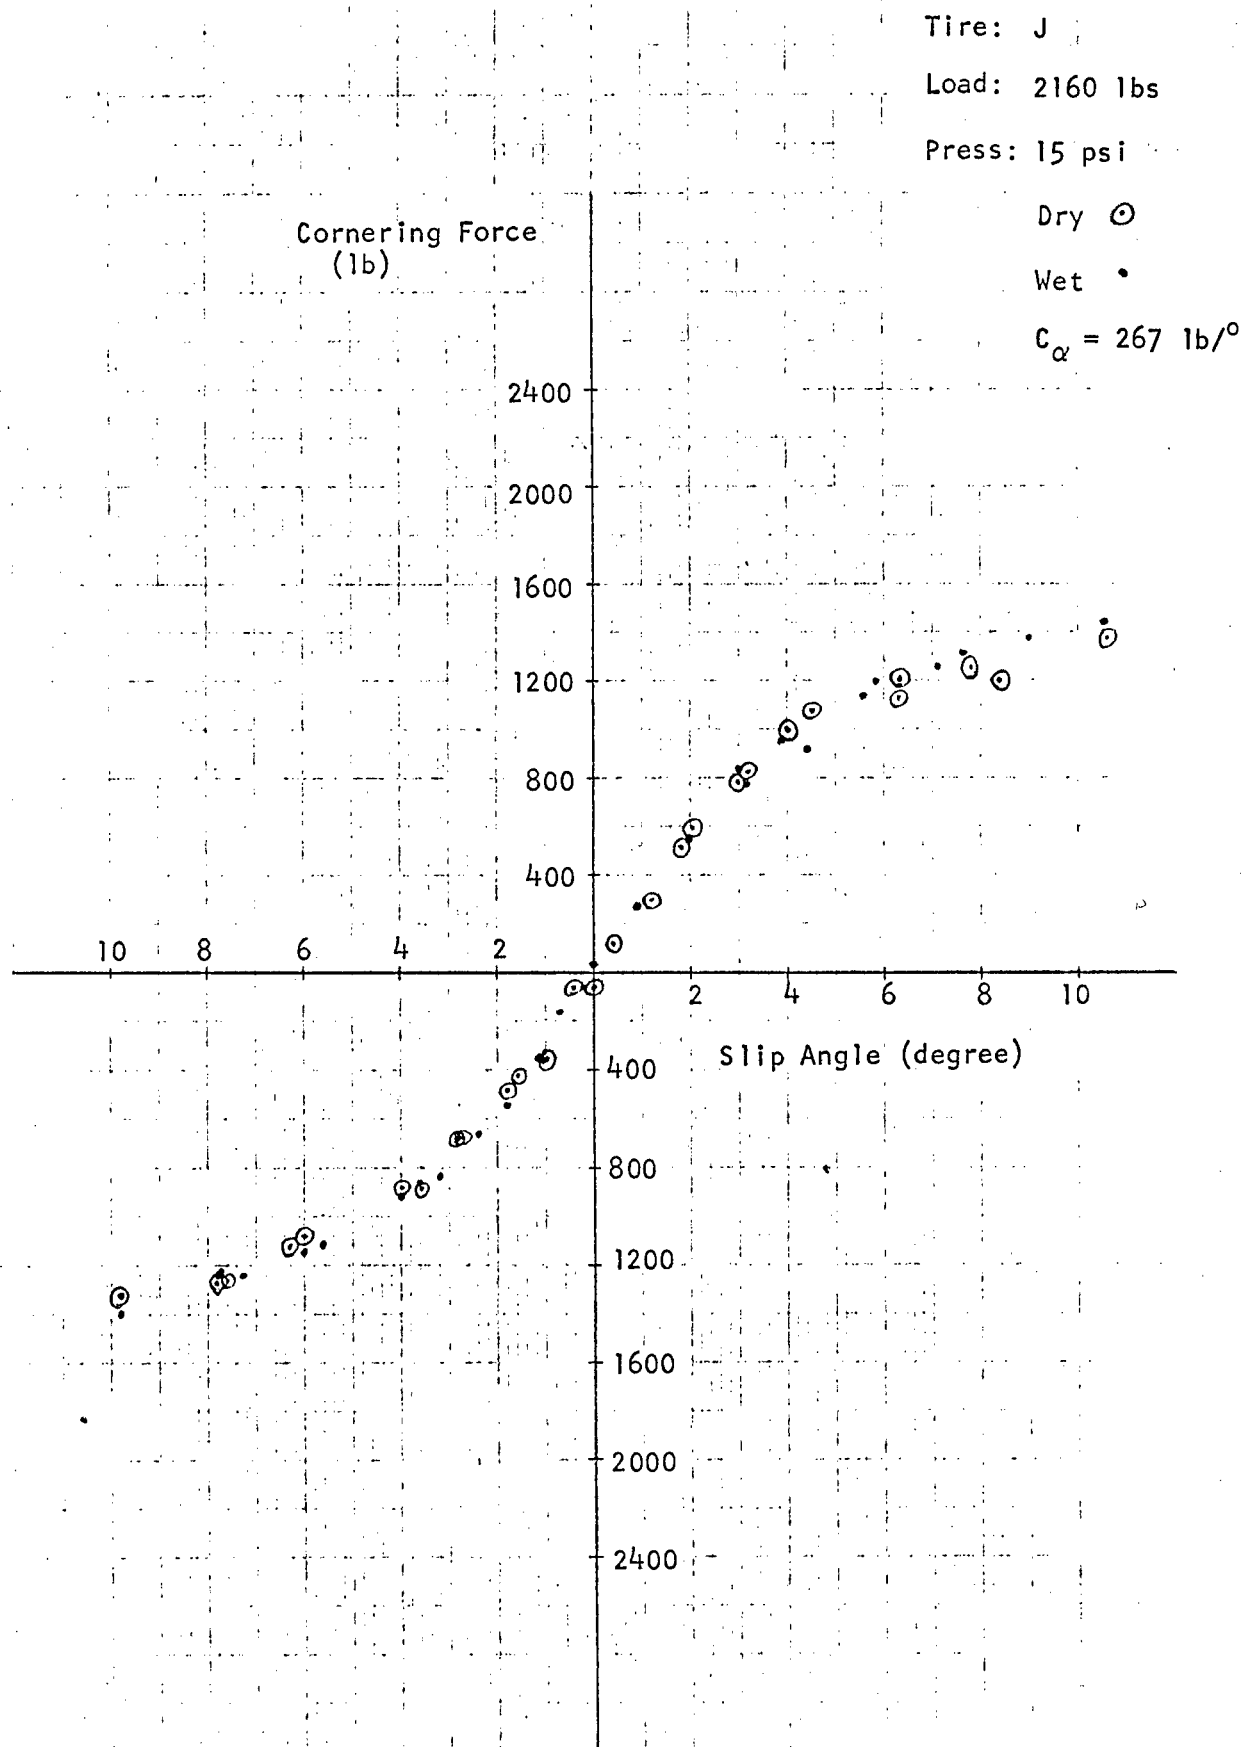 Tire: J
Load: 2160 lbs
Press: 15 psi
Dry ⊙
Wet •
Cα = 267 lb/°
Cornering Force
(lb)
2400
2000
1600
1200
800
400
10 8 6 4 2
2 4 6 8 10
Slip Angle (degree)
400
800
1200
1600
2000
2400